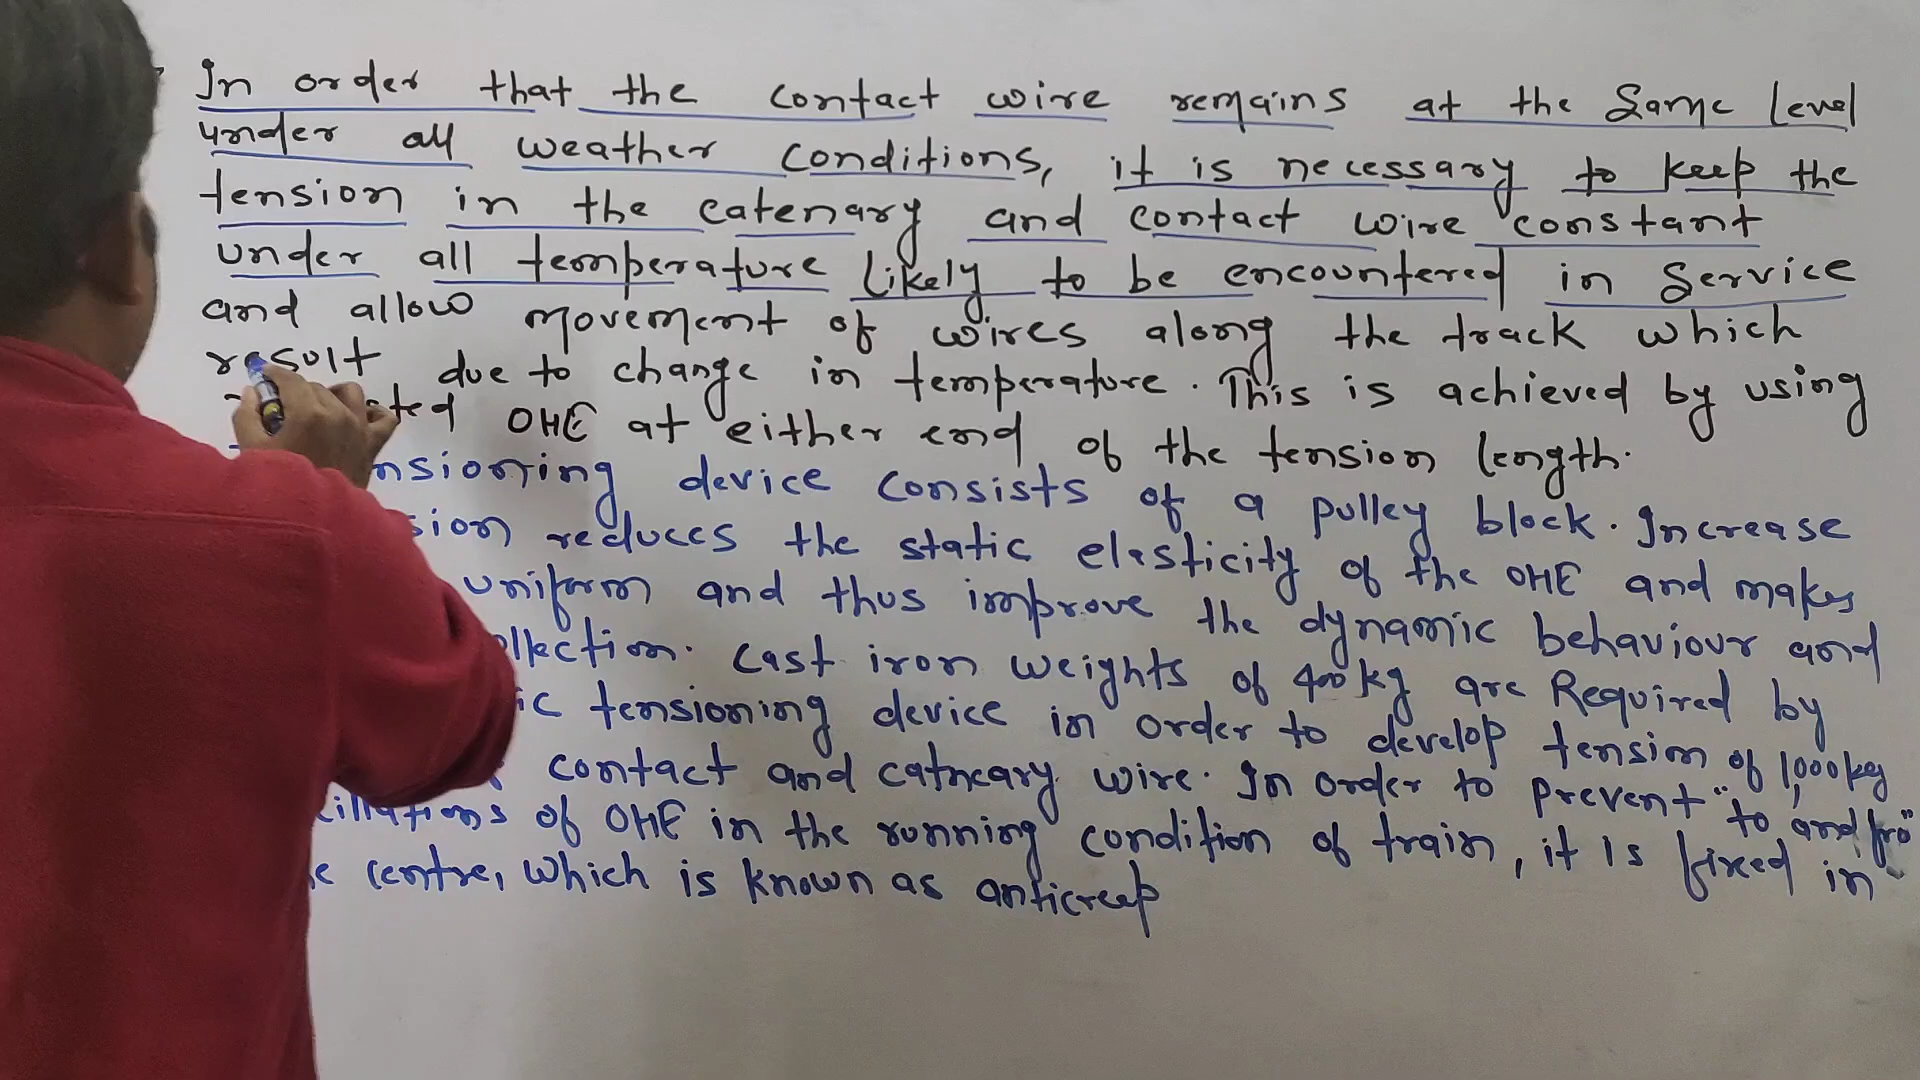 In order that the contact wire remains at the Same level
under all weather conditions, it is necessary to keep the
tension in the catenary and contact wire constant
under all temperature likely to be encountered in Service
and allow movement of wires along the track which
result due to change in temperature. This is achieved by using
OHE at either end of the tension length.
device consists of a pulley block. Increase
reduces the static elasticity of the OHE and makes
uniform and thus improve the dynamic behaviour and
Cast iron weights of 400kg are Required by
tensioning device in order to develop tension of 1,000kg
contact and catneary wire. In order to prevent "to and fro"
of OHE in the running condition of train, it is fixed in
centre, which is known as anticreep